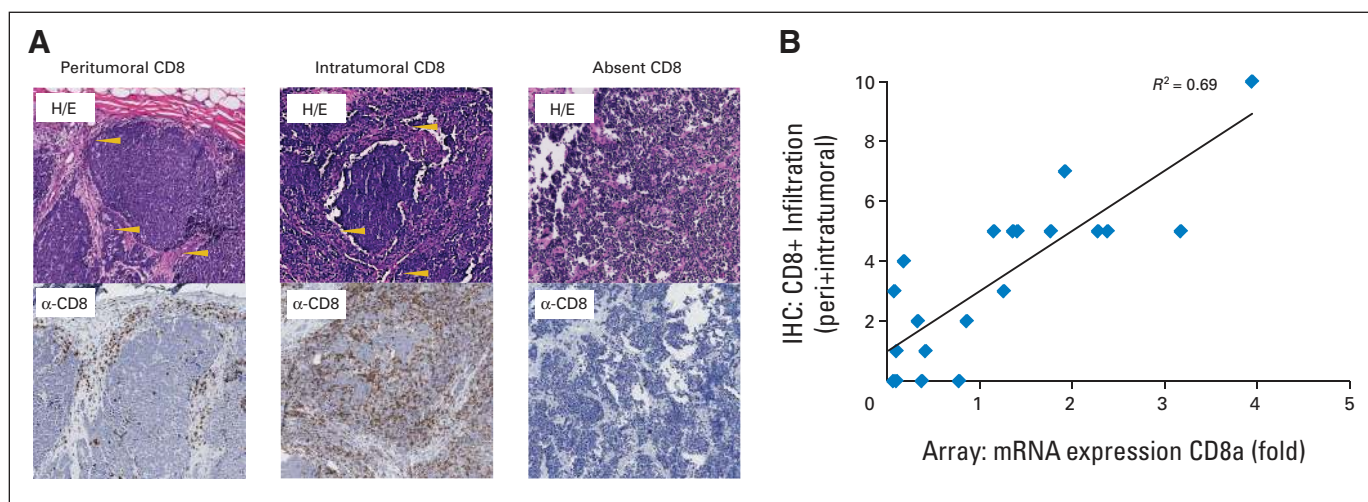 A
Peritumoral CD8
Intratumoral CD8
Absent CD8
H/E
H/E
H/E
α-CD8
α-CD8
α-CD8
B
R² = 0.69
IHC: CD8+ Infiltration
(peri+intratumoral)
10
8
6
4
2
0
1
2
3
4
5
Array: mRNA expression CD8a (fold)